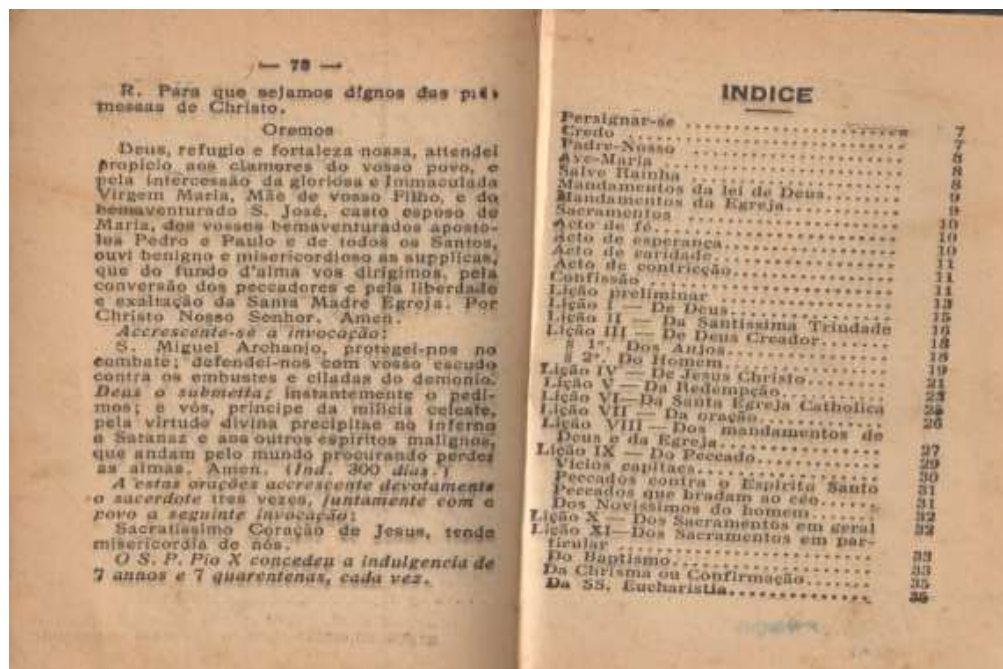 — 78 —
R. Para que sejamos dignos das
messas de Christo.
Oremos
Deus, refugio e fortaleza nossa, attendei
propicio aos clamores do vosso povo, e
pela intercessão da gloriosa e Immaculada
Virgem Maria, Mãe de vosso Filho, e do
bemaventurado S. José, casto esposo de
Maria, dos vossos bemaventurados aposto-
los Pedro e Paulo e de todos os Santos,
ouvi benigno e misericordioso as supplicas,
que do fundo d'alma vos dirigimos, pela
conversão dos peccadores e pela liberdade
e exaltação da Santa Madre Egreja. Por
Christo Nosso Senhor. Amen.
Accrescente-se a invocação:
S. Miguel Archanjo, protegei-nos no
combate; defendei-nos com vosso escudo
contra os embustes e ciladas do demonio.
Deus o submetta; instantemente o pedi-
mos; e vós, principe da milicia celeste,
pela virtude divina precipitae no inferno
a Satanaz e aos outros espiritos malignos,
que andam pelo mundo procurando perder
as almas. Amen. (Ind. 300 dias.)
A estas orações accrescente devotamente
o sacerdote tres vezes, juntamente com o
povo a seguinte invocação:
Sacratissimo Coração de Jesus, tende
misericordia de nós.
O S. P. Pio X concedeu a indulgencia de
7 annos e 7 quarentenas, cada vez.
INDICE
Persignar-se 7
Credo 7
Padre-Nosso 8
Ave-Maria 8
Salve Rainha 8
Mandamentos da lei de Deus 9
Mandamentos da Egreja 9
Sacramentos 10
Acto de fé 10
Acto de esperança 10
Acto de caridade 11
Acto de contricção 11
Confissão 11
Lição preliminar 13
Lição I — De Deus 15
Lição II — Da Santissima Trindade 16
Lição III — De Deus Creador 18
§ 1º. Dos Anjos 18
§ 2º. Do Homem 19
Lição IV — De Jesus Christo 21
Lição V — Da Redempção 23
Lição VI — Da Santa Egreja Catholica 25
Lição VII — Da oração 26
Lição VIII — Dos mandamentos de
Deus e da Egreja 27
Lição IX — Do Peccado 29
Vicios capitaes 30
Peccados contra o Espirito Santo 31
Peccados que bradam ao céo 31
Dos Novissimos do homem 32
Lição X — Dos Sacramentos em geral 32
Lição XI — Dos Sacramentos em par-
ticular 33
Do Baptismo 33
Da Chrisma ou Confirmação 35
Da SS. Eucharistia 35